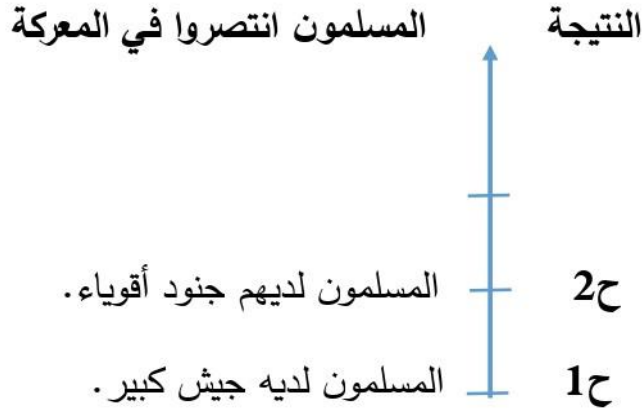 النتيجة المسلمون انتصروا في المعركة
ح2 المسلمون لديهم جنود أقوياء.
ح1 المسلمون لديه جيش كبير.